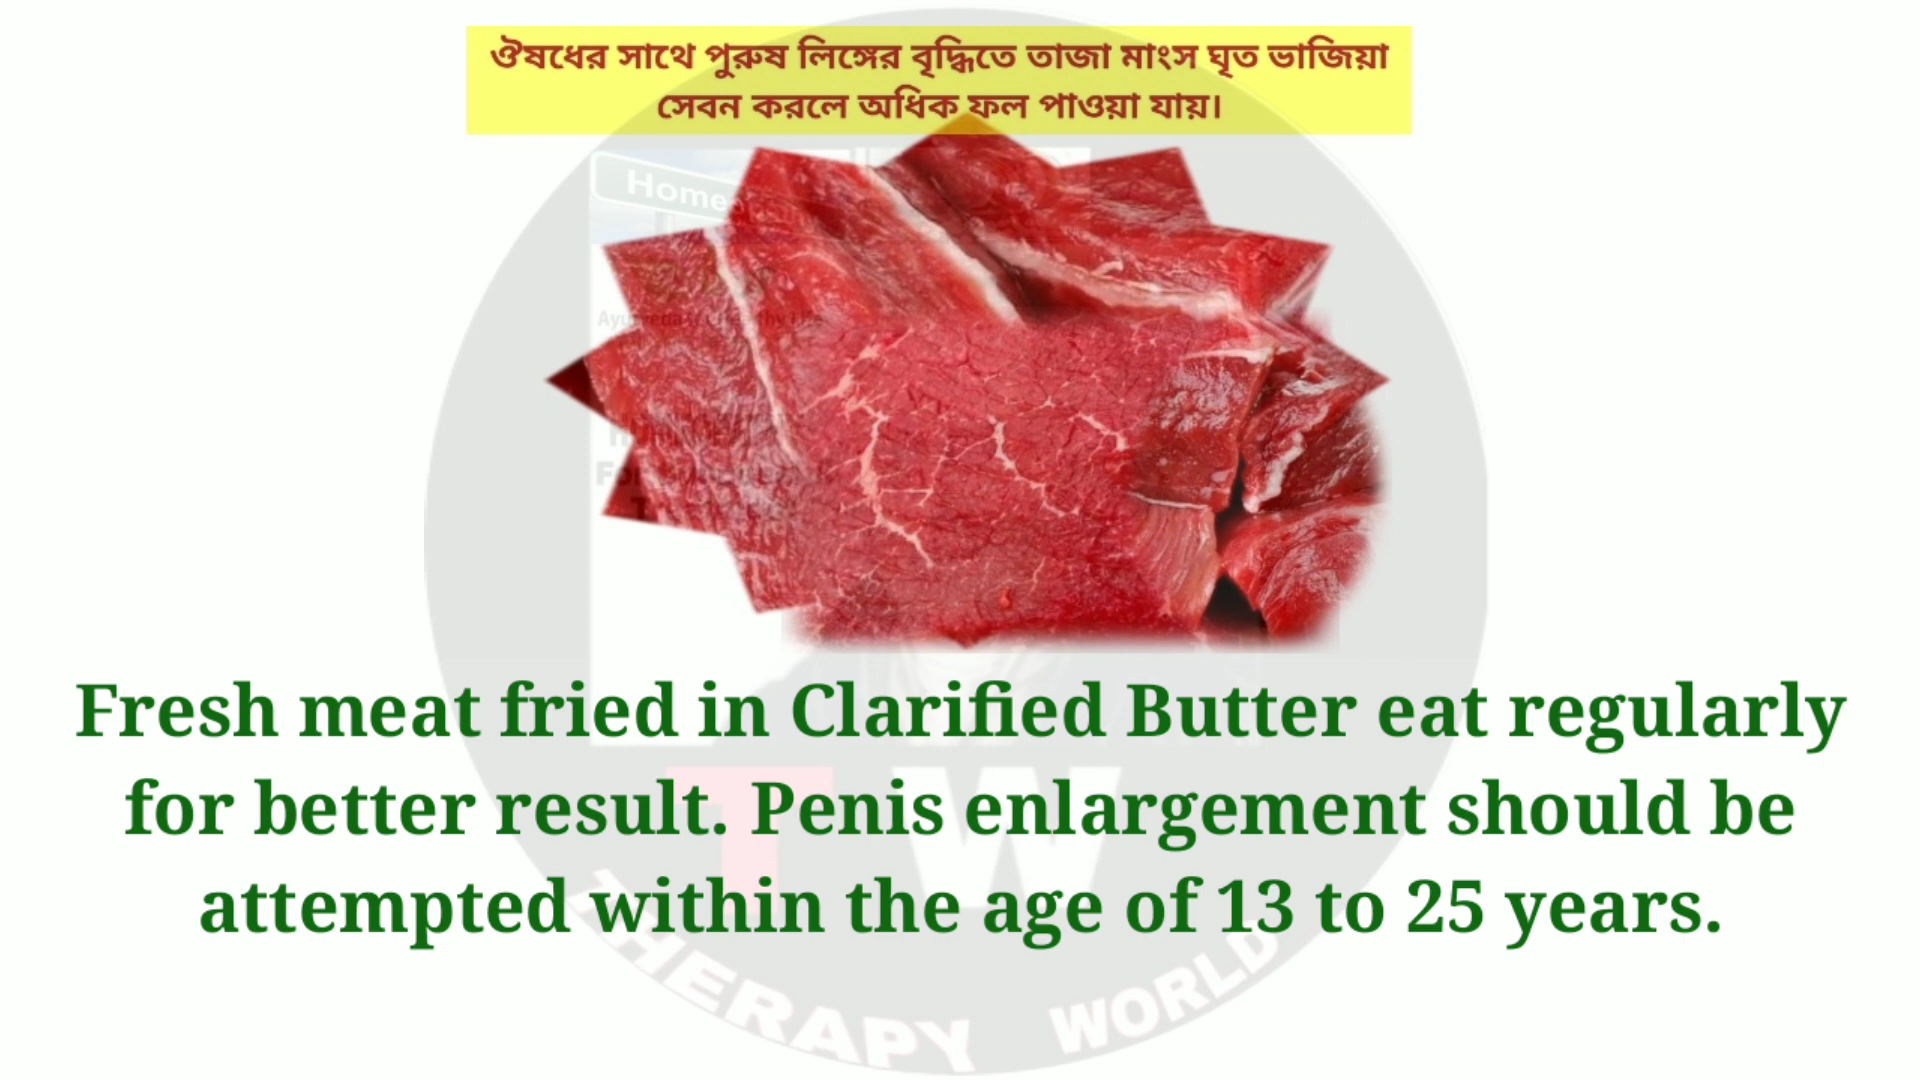 ঔষধের সাথে পুরুষ লিঙ্গের বৃদ্ধিতে তাজা মাংস ঘৃত ভাজিয়া
সেবন করলে অধিক ফল পাওয়া যায়।
Fresh meat fried in Clarified Butter eat regularly
for better result. Penis enlargement should be
attempted within the age of 13 to 25 years.
T W
THERAPY WORLD